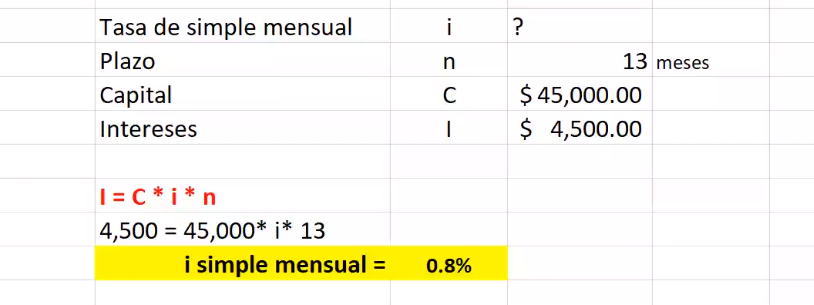 Tasa de simple mensual i ?
Plazo n 13 meses
Capital C $ 45,000.00
Intereses I $ 4,500.00
I = C * i * n
4,500 = 45,000* i* 13
i simple mensual = 0.8%